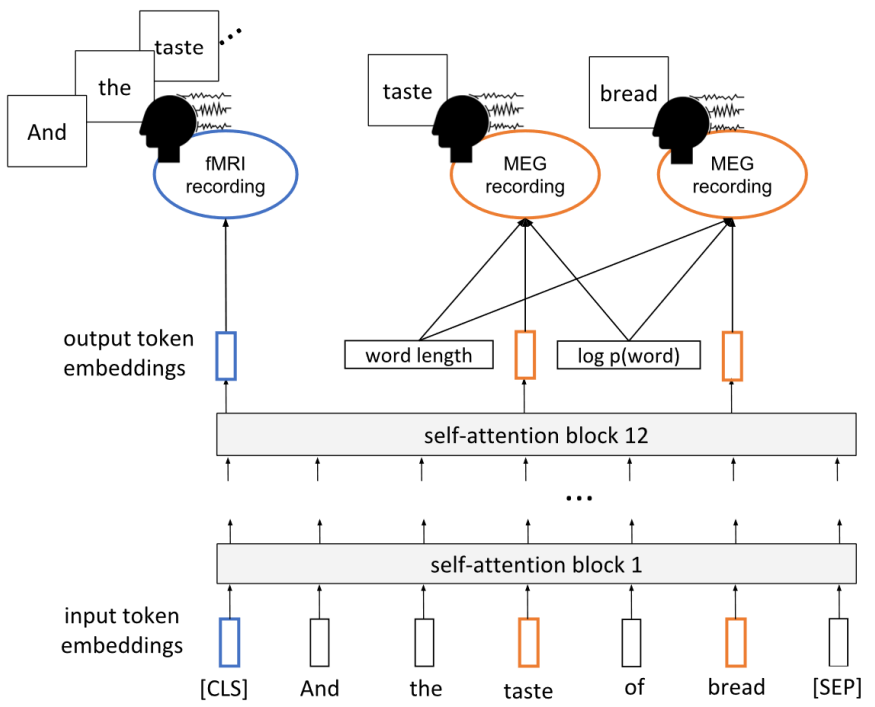 taste
the
And
fMRI
recording
taste
MEG
recording
bread
MEG
recording
output token
embeddings
word length
log p(word)
self-attention block 12
...
self-attention block 1
input token
embeddings
[CLS] And the taste of bread [SEP]